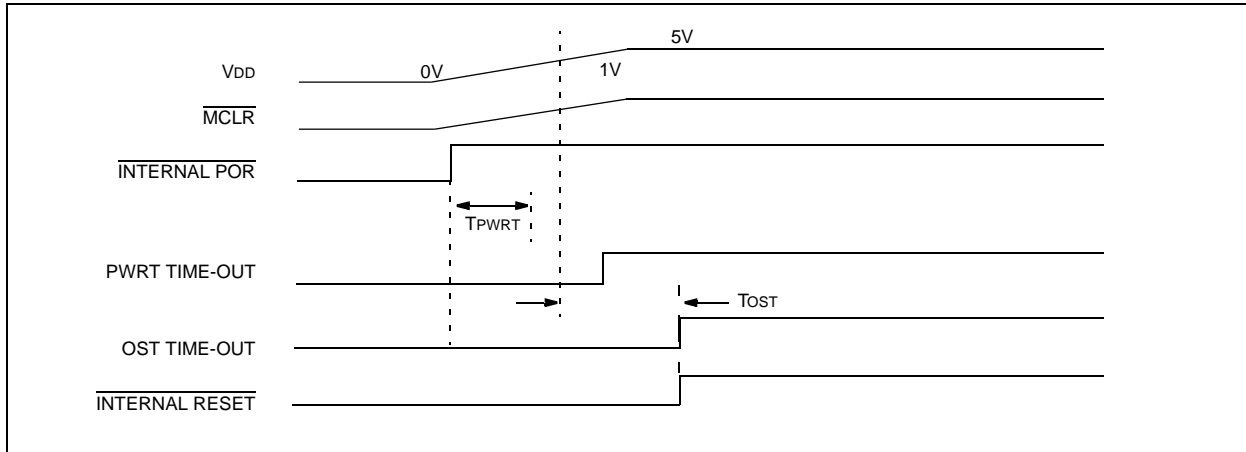 5V
VDD
0V
1V
MCLR
INTERNAL POR
TPWRT
PWRT TIME-OUT
TOST
OST TIME-OUT
INTERNAL RESET